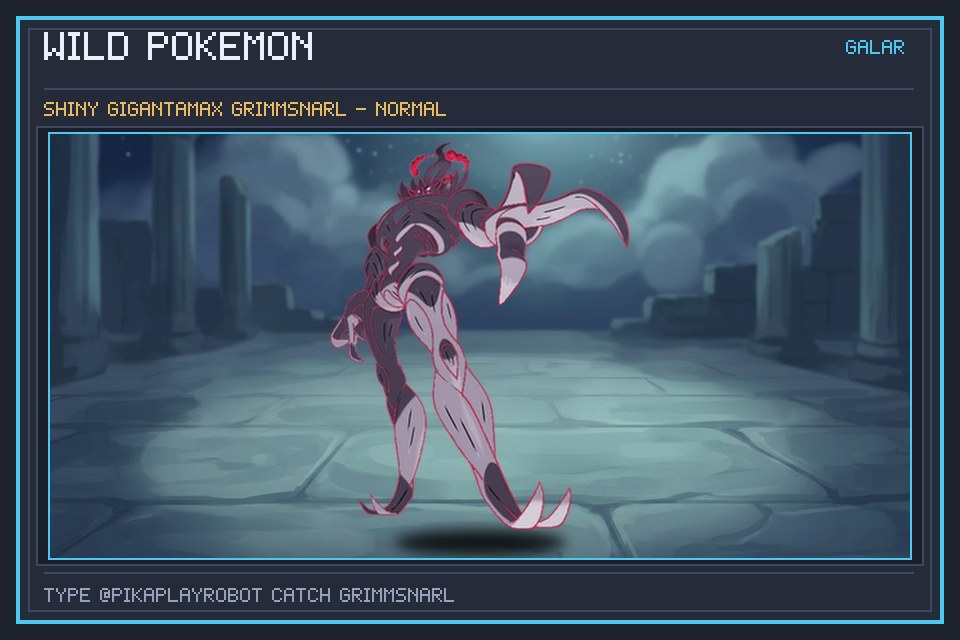 WILD POKEMON
GALAR
SHINY GIGANTAMAX GRIMMSNARL - NORMAL
TYPE @PIKAPLAYROBOT CATCH GRIMMSNARL